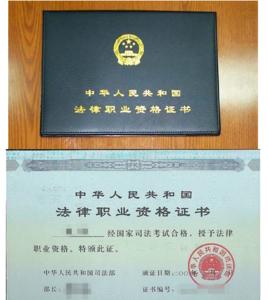 中华人民共和国
法律职业资格证书
中华人民共和国
法律职业资格证书
经国家司法考试合格，授予法律
职业资格，特颁此证。
中华人民共和国司法部
颁证日期：
部长：
证书编号：